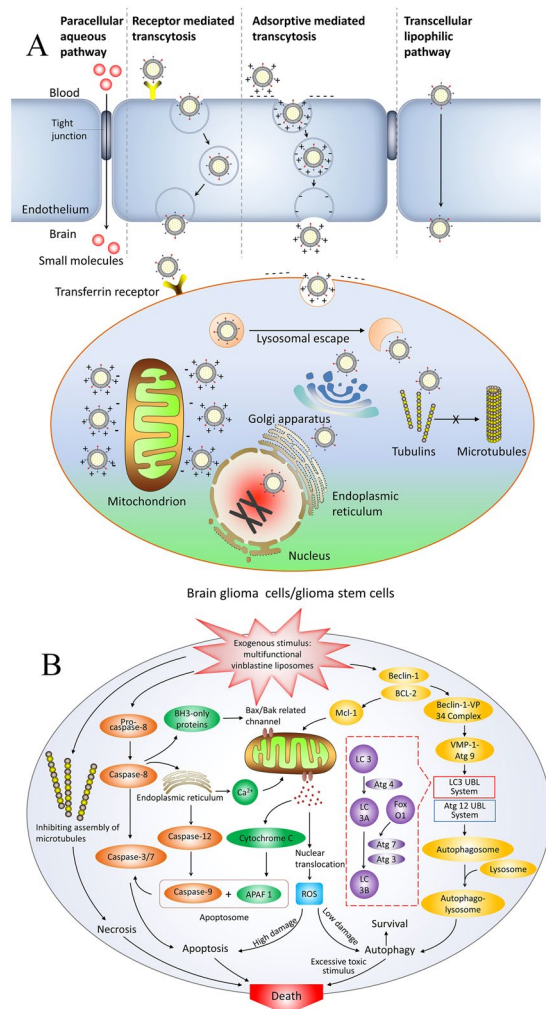 A
Paracellular
aqueous
pathway
Receptor mediated
transcytosis
Adsorptive mediated
transcytosis
Transcellular
lipophilic
pathway
Blood
Tight
junction
Endothelium
Brain
Small molecules
Transferrin receptor
Lysosomal escape
Golgi apparatus
Tubulins
X
Microtubules
Mitochondrion
Endoplasmic
reticulum
Nucleus
Brain glioma cells/glioma stem cells
B
Exogenous stimulus:
multifunctional
vinblastine liposomes
Beclin-1
BCL-2
Mcl-1
Beclin-1-VP
34 Complex
Bax/Bak related
channel
BH3-only
proteins
Pro-
caspase-8
VMP-1-
Atg 9
LC 3
Caspase-8
Atg 4
LC3 UBL
System
Endoplasmic reticulum
Ca2+
LC
3A
Fox
O1
Atg 12 UBL
System
Inhibiting assembly of
microtubules
Caspase-12
Cytochrome C
Atg 7
Atg 3
Autophagosome
Caspase-3/7
Nuclear
translocation
Lysosome
LC
3B
Caspase-9
+
APAF 1
ROS
Autophago-
lysosome
Apoptosome
Necrosis
Apoptosis
High damage
Low damage
Survival
Autophagy
Excessive toxic
stimulus
Death